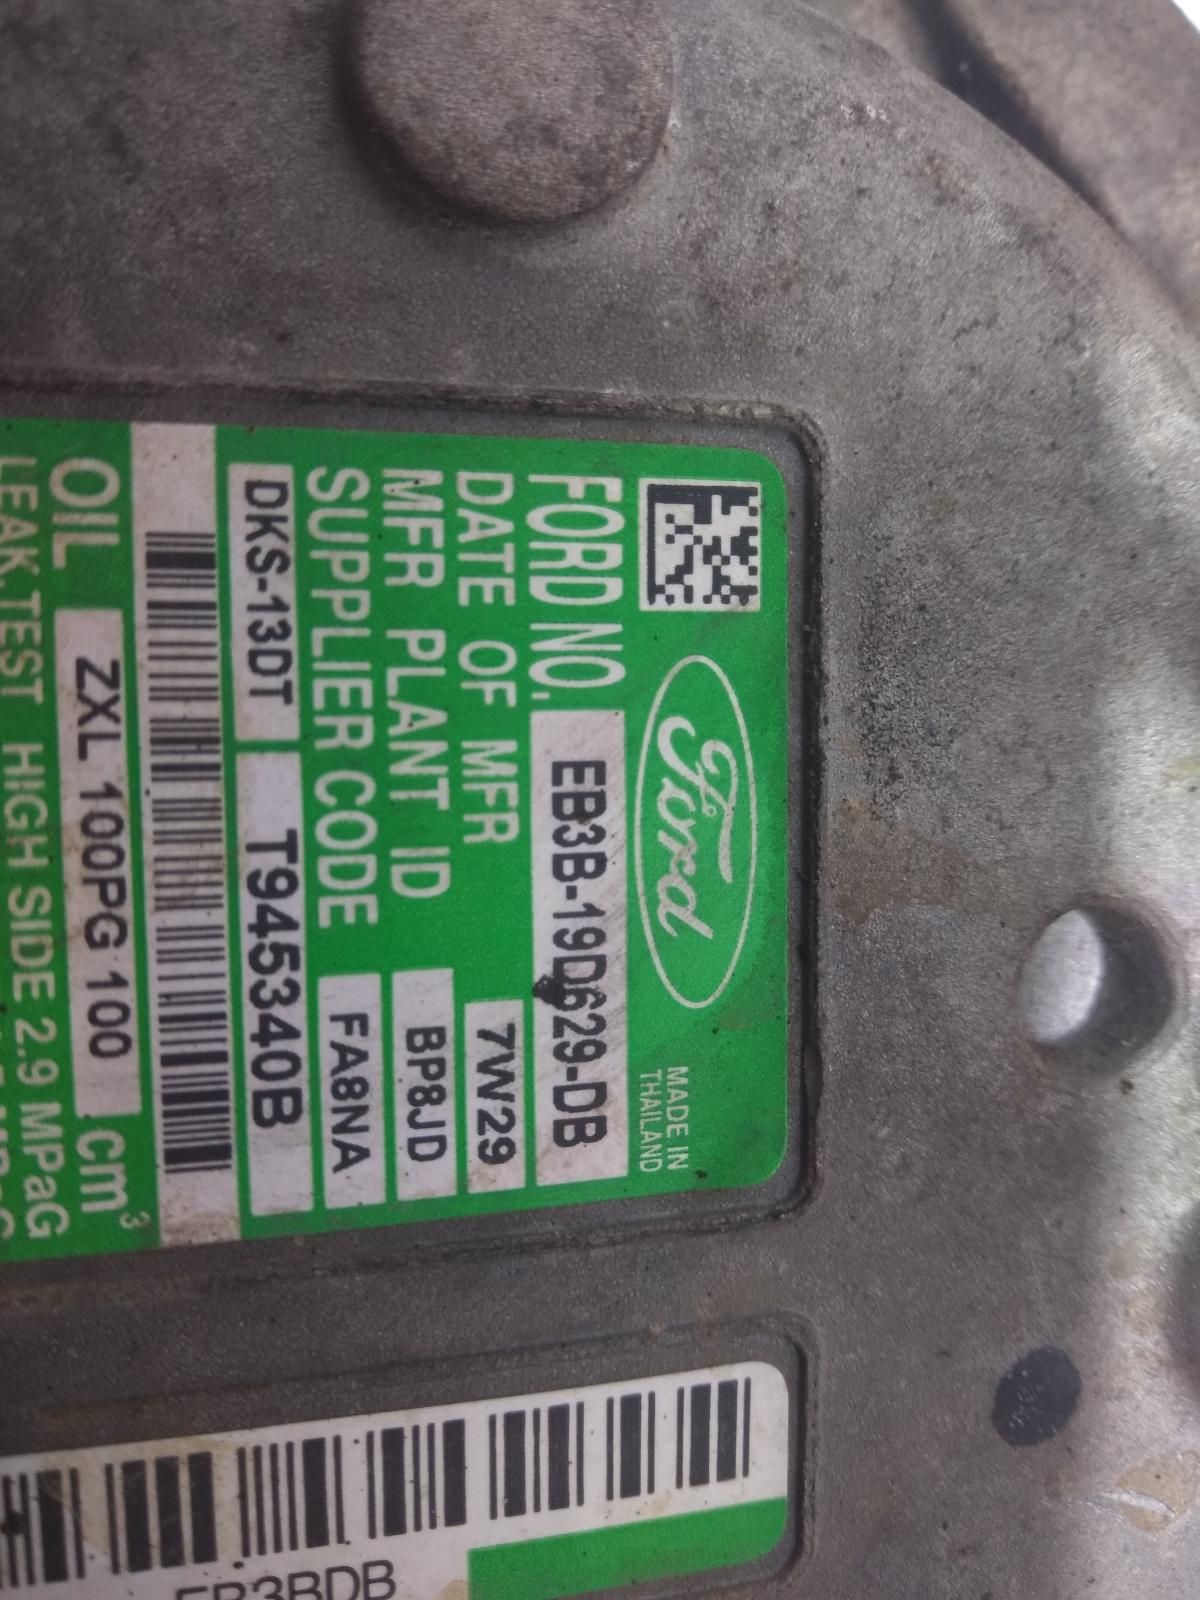 Ford
MADE IN
THAILAND
FORD NO. EB3B-19D629-DB
DATE OF MFR 7W29
MFR PLANT ID BP8JD
SUPPLIER CODE FA8NA
DKS-13DT T945340B
OIL ZXL 100PG 100 cm³
LEAK.TEST HIGH SIDE 2.9 MPaG
EB3BDB